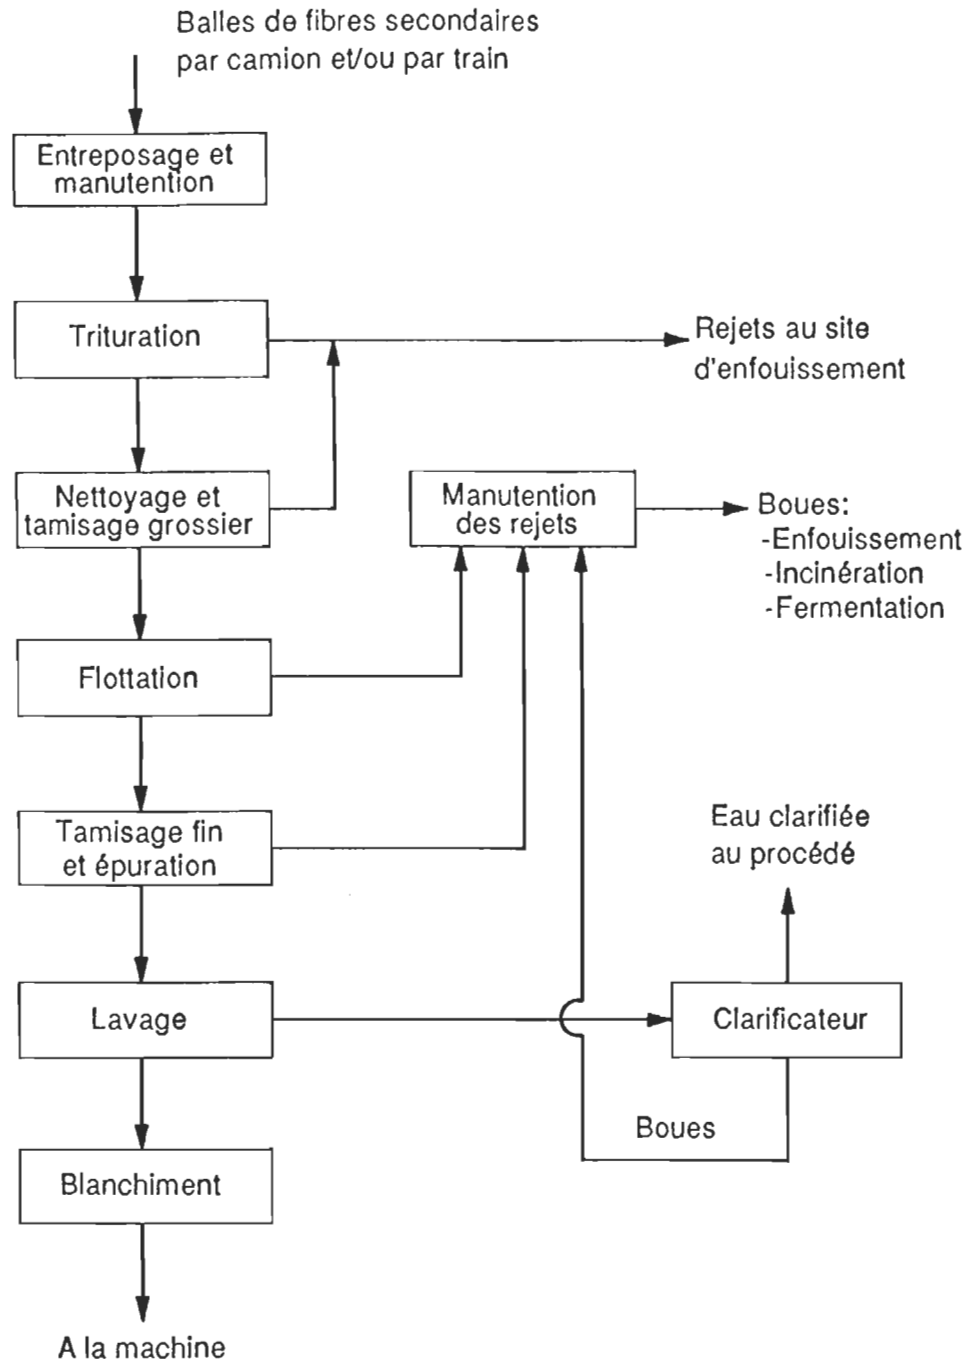 Balles de fibres secondaires
par camion et/ou par train
Entreposage et
manutention
Trituration
Rejets au site
d'enfouissement
Nettoyage et
tamisage grossier
Manutention
des rejets
Boues:
-Enfouissement
-Incinération
-Fermentation
Flottation
Tamisage fin
et épuration
Eau clarifiée
au procédé
Lavage
Clarificateur
Boues
Blanchiment
A la machine